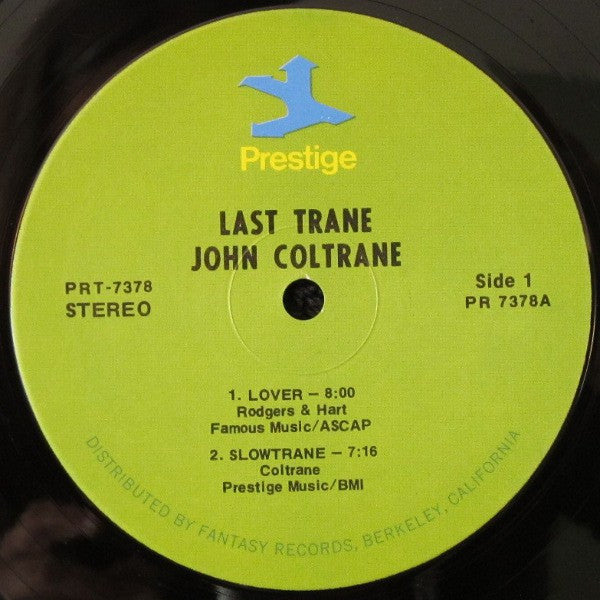 Prestige
LAST TRANE
JOHN COLTRANE
PRT-7378
STEREO
Side 1
PR 7378A
1. LOVER – 8:00
Rodgers & Hart
Famous Music/ASCAP
2. SLOWTRANE – 7:16
Coltrane
Prestige Music/BMI
DISTRIBUTED BY FANTASY RECORDS, BERKELEY, CALIFORNIA